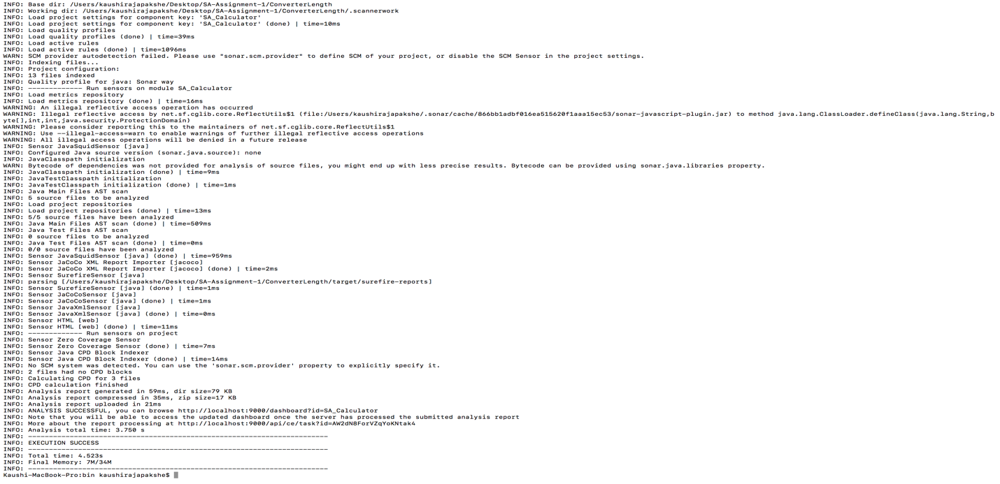 INFO: Base dir: /Users/kaushirajapakshe/Desktop/SA-Assignment-1/ConverterLength
INFO: Working dir: /Users/kaushirajapakshe/Desktop/SA-Assignment-1/ConverterLength/.scannerwork
INFO: Load project settings for component key: 'SA_Calculator'
INFO: Load project settings for component key: 'SA_Calculator' (done) | time=10ms
INFO: Load quality profiles
INFO: Load quality profiles (done) | time=39ms
INFO: Load active rules
INFO: Load active rules (done) | time=1096ms
WARN: SCM provider autodetection failed. Please use "sonar.scm.provider" to define SCM of your project, or disable the SCM Sensor in the project settings.
INFO: Indexing files...
INFO: Project configuration:
INFO: 13 files indexed
INFO: Quality profile for java: Sonar way
INFO: ------------- Run sensors on module SA_Calculator
INFO: Load metrics repository
INFO: Load metrics repository (done) | time=16ms
WARNING: An illegal reflective access operation has occurred
WARNING: Illegal reflective access by net.sf.cglib.core.ReflectUtils$1 (file:/Users/kaushirajapakshe/.sonar/cache/866bb1adbf016ea515620f1aaa15ec53/sonar-javascript-plugin.jar) to method java.lang.ClassLoader.defineClass(java.lang.String,b
yte[],int,int,java.security.ProtectionDomain)
WARNING: Please consider reporting this to the maintainers of net.sf.cglib.core.ReflectUtils$1
WARNING: Use --illegal-access=warn to enable warnings of further illegal reflective access operations
WARNING: All illegal access operations will be denied in a future release
INFO: Sensor JavaSquidSensor [java]
INFO: Configured Java source version (sonar.java.source): none
INFO: JavaClasspath initialization
WARN: Bytecode of dependencies was not provided for analysis of source files, you might end up with less precise results. Bytecode can be provided using sonar.java.libraries property.
INFO: JavaClasspath initialization (done) | time=9ms
INFO: JavaTestClasspath initialization
INFO: JavaTestClasspath initialization (done) | time=1ms
INFO: Java Main Files AST scan
INFO: 5 source files to be analyzed
INFO: Load project repositories
INFO: Load project repositories (done) | time=13ms
INFO: 5/5 source files have been analyzed
INFO: Java Main Files AST scan (done) | time=509ms
INFO: Java Test Files AST scan
INFO: 0 source files to be analyzed
INFO: Java Test Files AST scan (done) | time=0ms
INFO: 0/0 source files have been analyzed
INFO: Sensor JavaSquidSensor [java] (done) | time=959ms
INFO: Sensor JaCoCo XML Report Importer [jacoco]
INFO: Sensor JaCoCo XML Report Importer [jacoco] (done) | time=2ms
INFO: Sensor SurefireSensor [java]
INFO: parsing [/Users/kaushirajapakshe/Desktop/SA-Assignment-1/ConverterLength/target/surefire-reports]
INFO: Sensor SurefireSensor [java] (done) | time=1ms
INFO: Sensor JaCoCoSensor [java]
INFO: Sensor JaCoCoSensor [java] (done) | time=1ms
INFO: Sensor JavaXmlSensor [java]
INFO: Sensor JavaXmlSensor [java] (done) | time=0ms
INFO: Sensor HTML [web]
INFO: Sensor HTML [web] (done) | time=11ms
INFO: ------------- Run sensors on project
INFO: Sensor Zero Coverage Sensor
INFO: Sensor Zero Coverage Sensor (done) | time=7ms
INFO: Sensor Java CPD Block Indexer
INFO: Sensor Java CPD Block Indexer (done) | time=14ms
INFO: No SCM system was detected. You can use the 'sonar.scm.provider' property to explicitly specify it.
INFO: 2 files had no CPD blocks
INFO: Calculating CPD for 3 files
INFO: CPD calculation finished
INFO: Analysis report generated in 59ms, dir size=79 KB
INFO: Analysis report compressed in 35ms, zip size=17 KB
INFO: Analysis report uploaded in 21ms
INFO: ANALYSIS SUCCESSFUL, you can browse http://localhost:9000/dashboard?id=SA_Calculator
INFO: Note that you will be able to access the updated dashboard once the server has processed the submitted analysis report
INFO: More about the report processing at http://localhost:9000/api/ce/task?id=AW2dN8ForVZqYoKNtak4
INFO: Analysis total time: 3.750 s
INFO: ------------------------------------------------------------------------
INFO: EXECUTION SUCCESS
INFO: ------------------------------------------------------------------------
INFO: Total time: 4.523s
INFO: Final Memory: 7M/34M
INFO: ------------------------------------------------------------------------
Kaushi-MacBook-Pro:bin kaushirajapakshe$